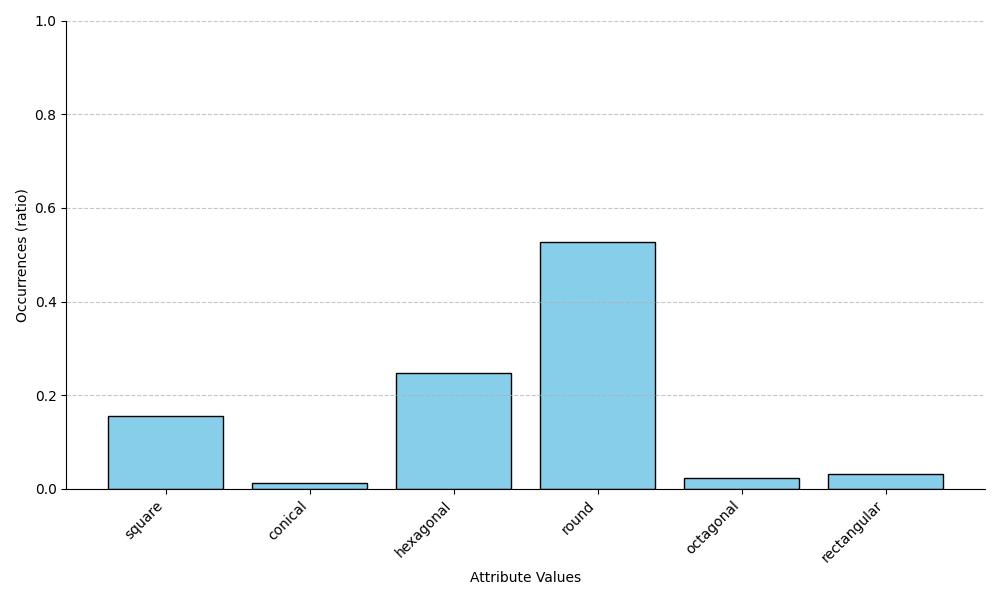 1.0
0.8
0.6
0.4
0.2
0.0
Occurrences (ratio)
square
conical
hexagonal
round
octagonal
rectangular
Attribute Values